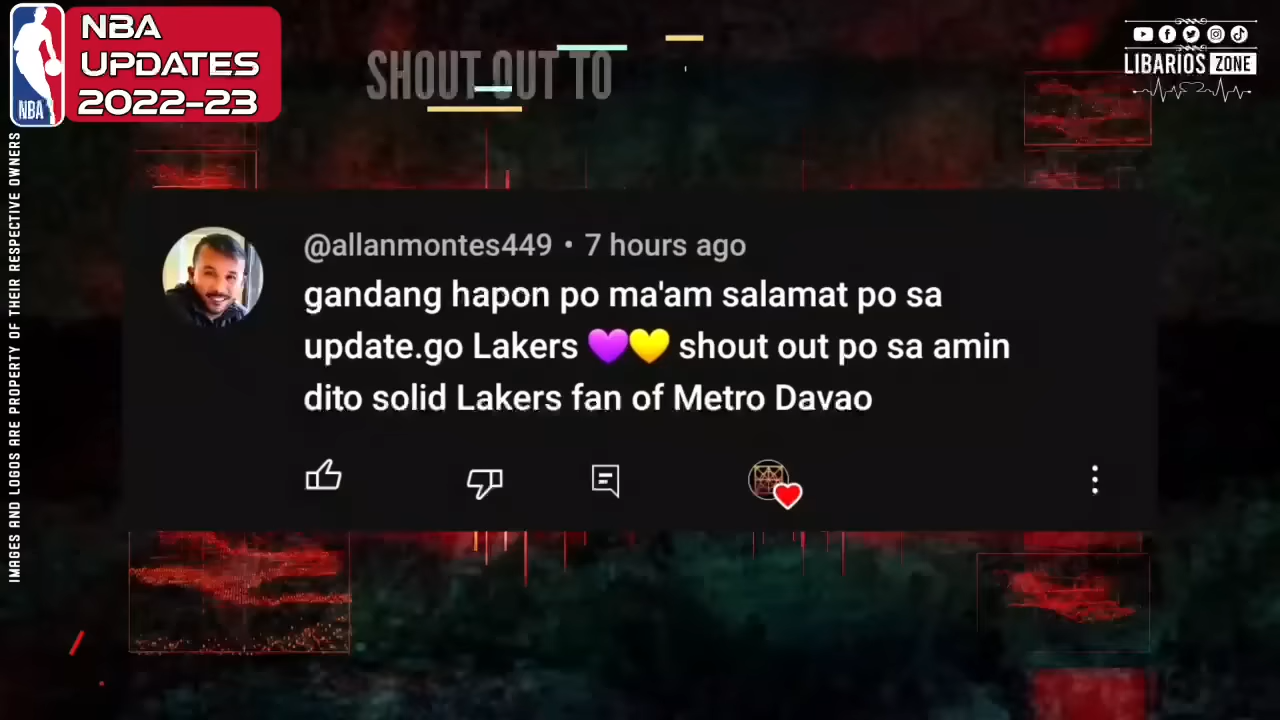 NBA
UPDATES
2022-23
NBA
SHOUT OUT TO
LIBARIOS ZONE
IMAGES AND LOGOS ARE PROPERTY OF THEIR RESPECTIVE OWNERS
@allanmontes449 • 7 hours ago
gandang hapon po ma'am salamat po sa
update.go Lakers 💜💛 shout out po sa amin
dito solid Lakers fan of Metro Davao